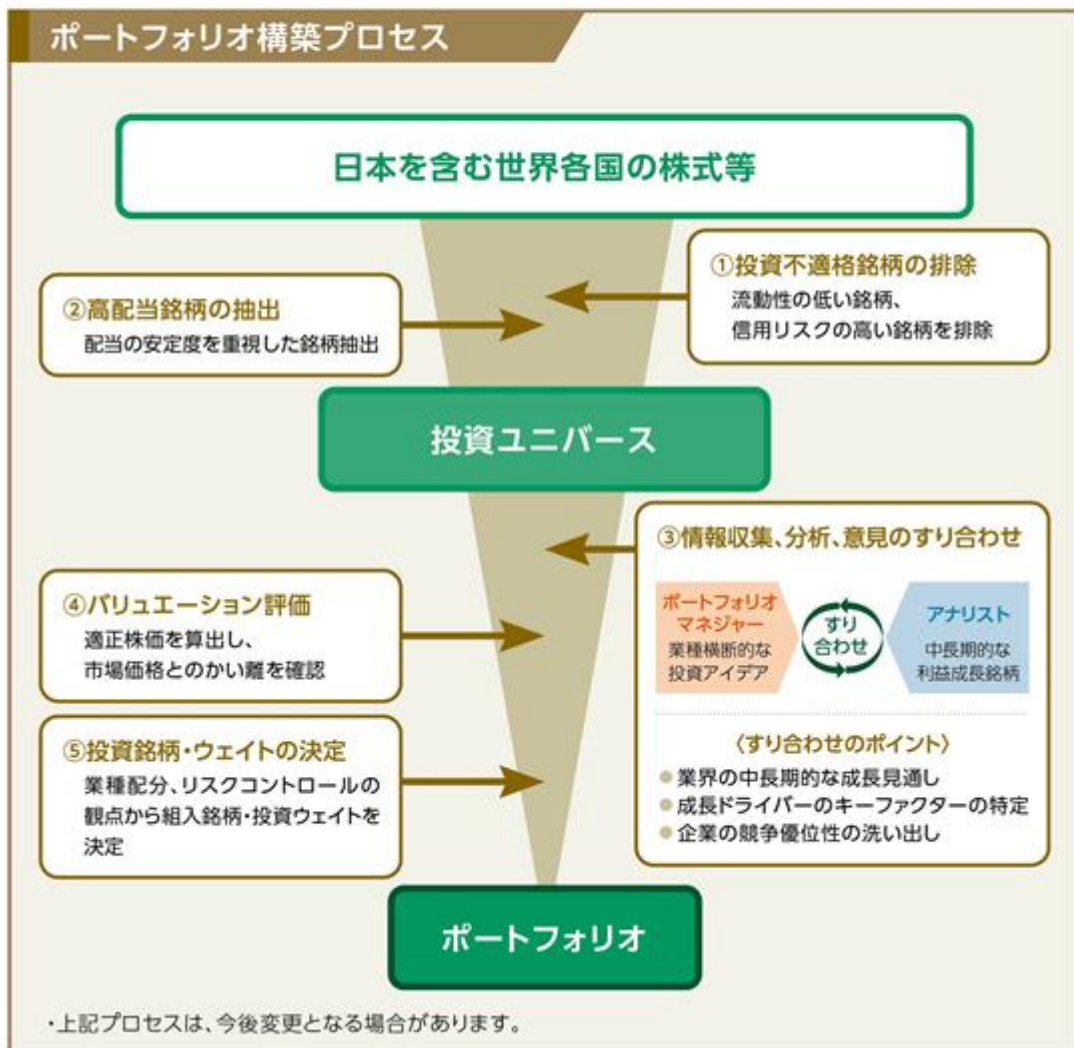 ポートフォリオ構築プロセス
日本を含む世界各国の株式等
①投資不適格銘柄の排除
流動性の低い銘柄、
信用リスクの高い銘柄を排除
②高配当銘柄の抽出
配当の安定度を重視した銘柄抽出
投資ユニバース
③情報収集、分析、意見のすり合わせ
ポートフォリオ
マネジャー
業種横断的な
投資アイデア
すり
合わせ
アナリスト
中長期的な
利益成長銘柄
〈すり合わせのポイント〉
●業界の中長期的な成長見通し
●成長ドライバーのキーファクターの特定
●企業の競争優位性の洗い出し
④バリュエーション評価
適正株価を算出し、
市場価格とのかい離を確認
⑤投資銘柄・ウェイトの決定
業種配分、リスクコントロールの
観点から組入銘柄・投資ウェイトを
決定
ポートフォリオ
・上記プロセスは、今後変更となる場合があります。